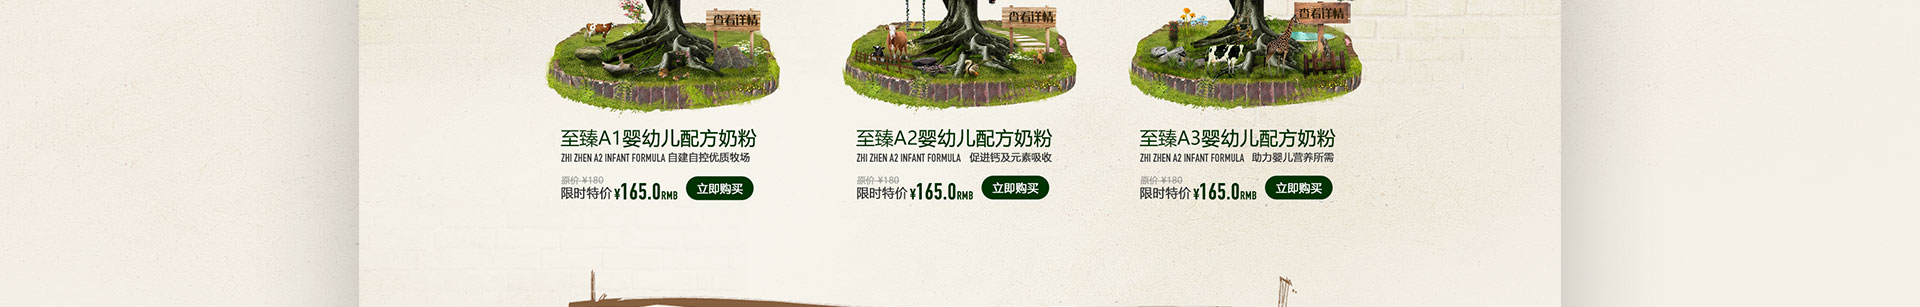 查看详情
查看详情
查看详情
至臻A1婴幼儿配方奶粉
ZHI ZHEN A2 INFANT FORMULA 自建自控优质牧场
原价 ¥180
限时特价 ¥165.0RMB 立即购买
至臻A2婴幼儿配方奶粉
ZHI ZHEN A2 INFANT FORMULA 促进钙及元素吸收
原价 ¥180
限时特价 ¥165.0RMB 立即购买
至臻A3婴幼儿配方奶粉
ZHI ZHEN A2 INFANT FORMULA 助力婴儿营养所需
原价 ¥180
限时特价 ¥165.0RMB 立即购买